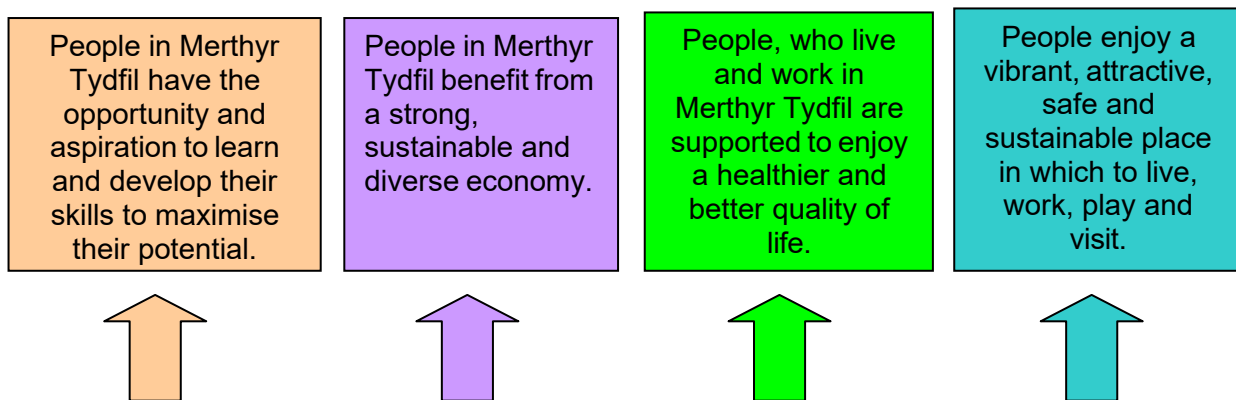 People in Merthyr
Tydfil have the
opportunity and
aspiration to learn
and develop their
skills to maximise
their potential.
People in Merthyr
Tydfil benefit from
a strong,
sustainable and
diverse economy.
People, who live
and work in
Merthyr Tydfil are
supported to enjoy
a healthier and
better quality of
life.
People enjoy a
vibrant, attractive,
safe and
sustainable place
in which to live,
work, play and
visit.